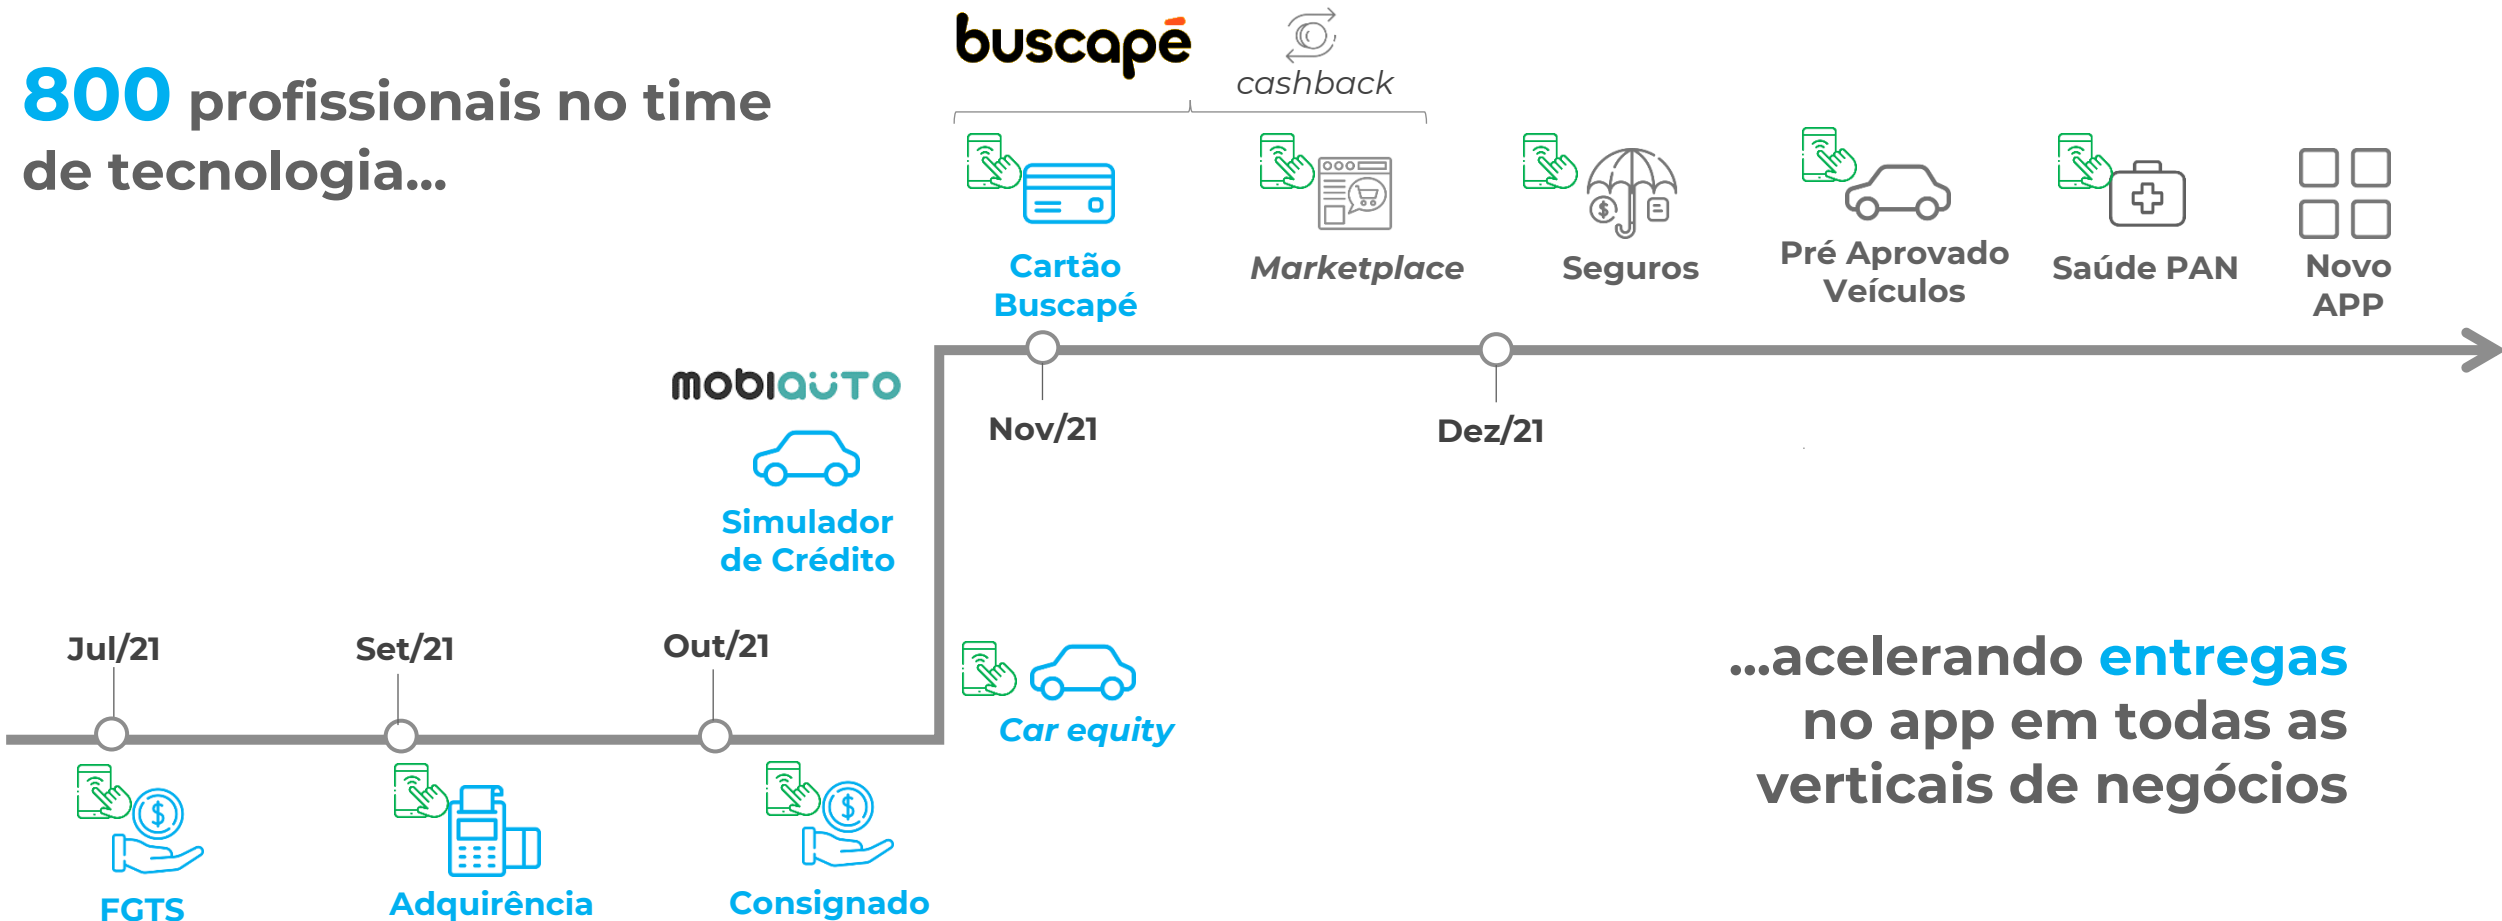 800 profissionais no time
de tecnologia...
buscapé
cashback
Cartão
Buscapé
Marketplace
Seguros
Pré Aprovado
Veículos
Saúde PAN
Novo
APP
Nov/21
Dez/21
mobiauto
Simulador
de Crédito
Jul/21
Set/21
Out/21
Car equity
FGTS
Adquirência
Consignado
...acelerando entregas
no app em todas as
verticais de negócios